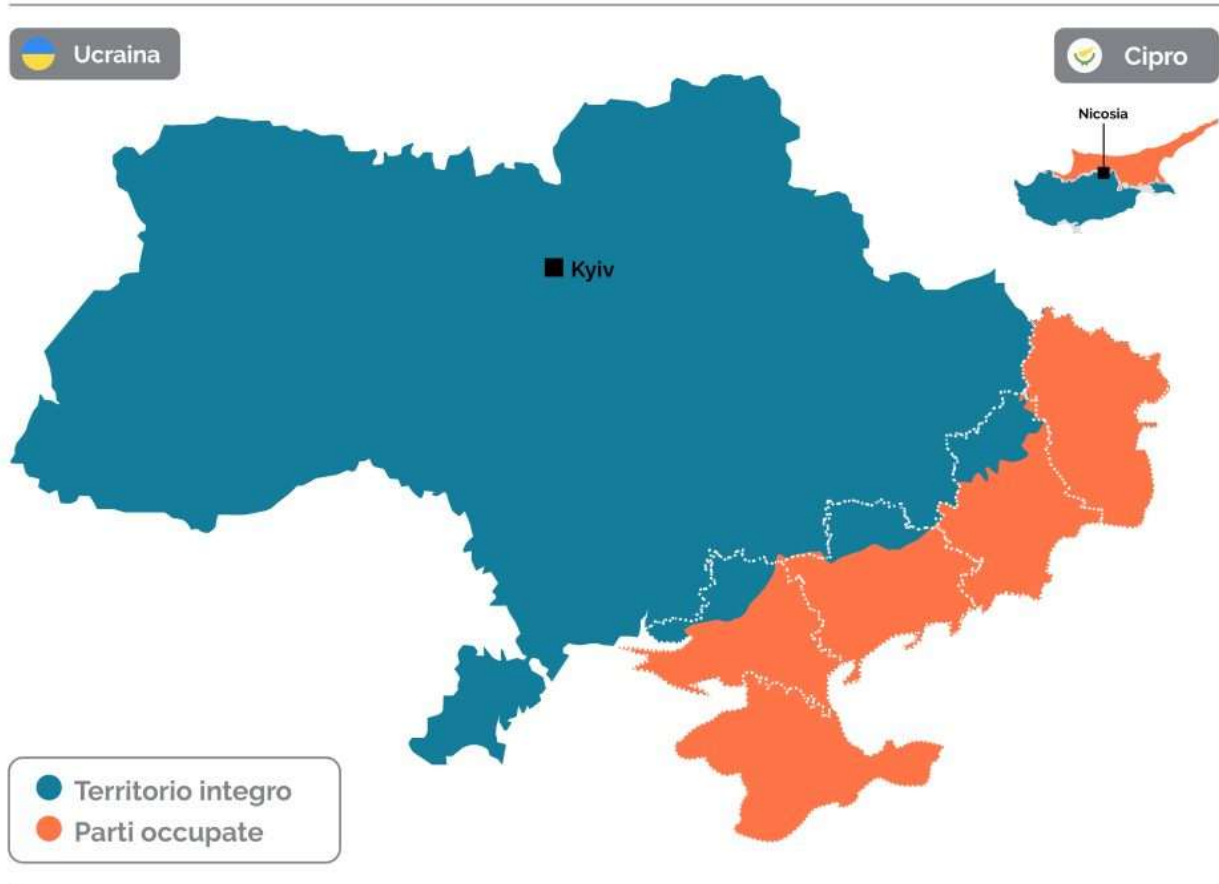 Ucraina
Cipro
Nicosia
Kyiv
Territorio integro
Parti occupate